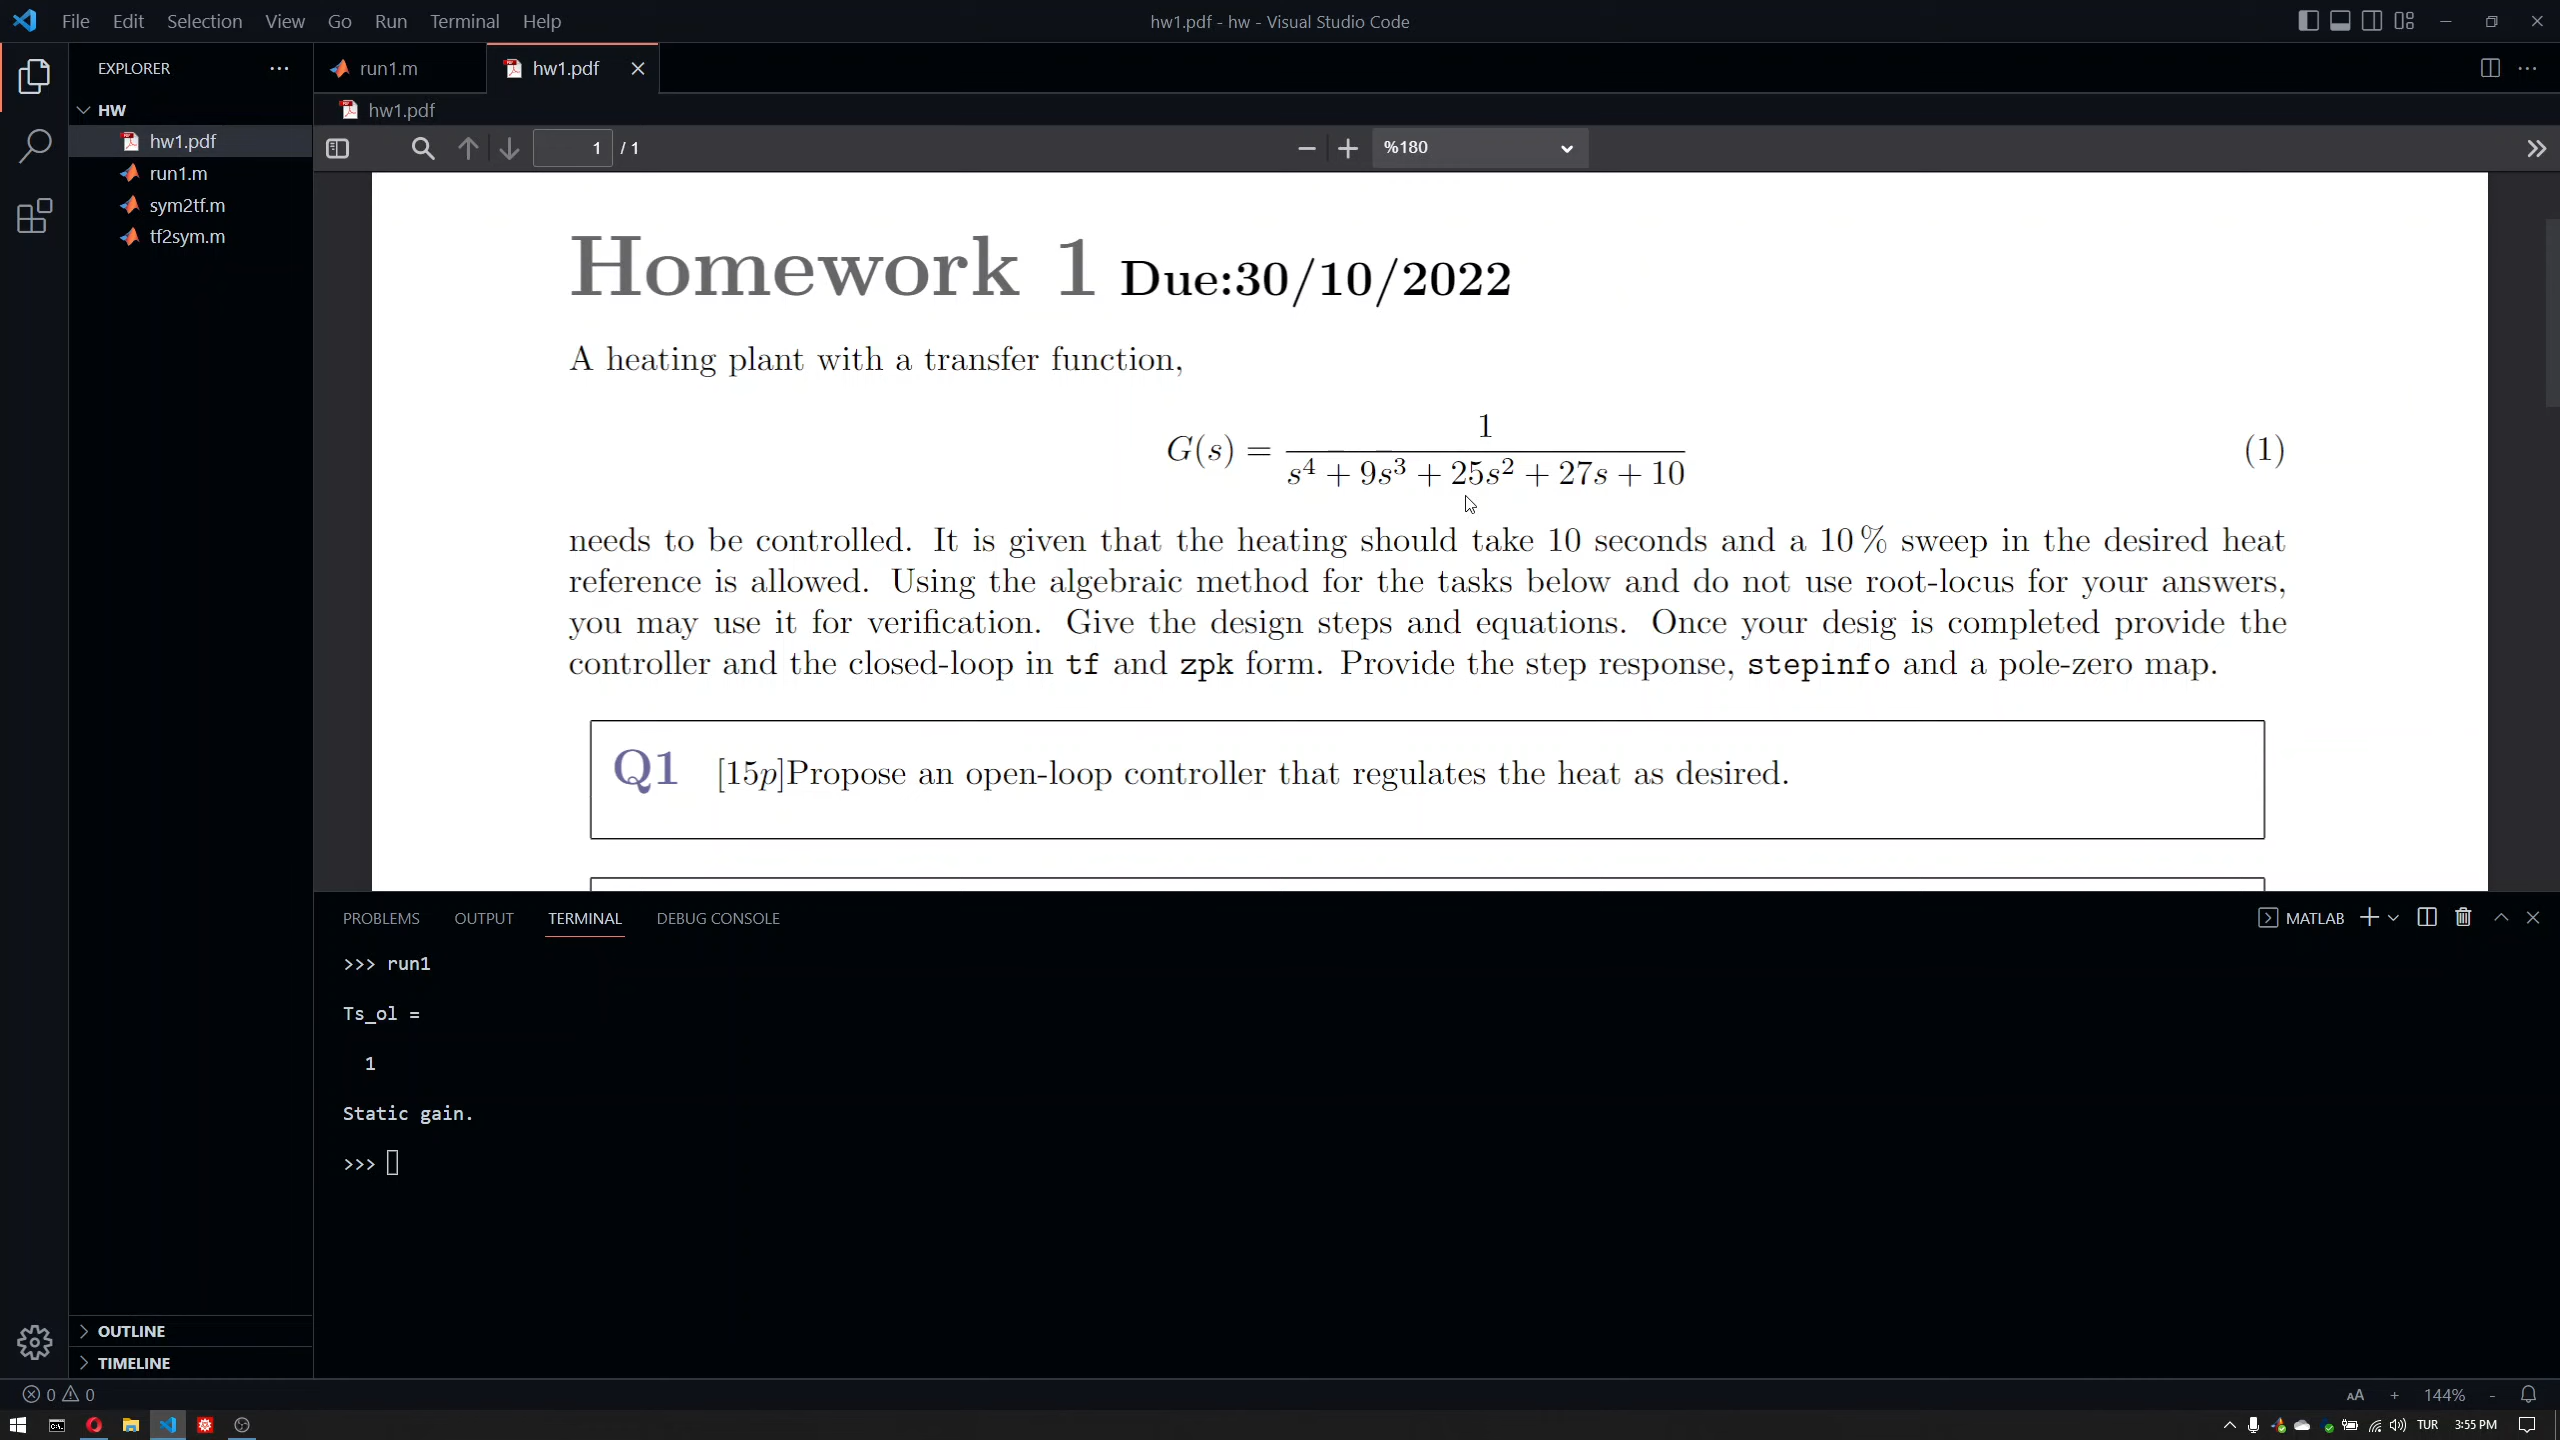 File Edit Selection View Go Run Terminal Help
hw1.pdf - hw - Visual Studio Code
EXPLORER
HW
hw1.pdf
run1.m
sym2tf.m
tf2sym.m
OUTLINE
TIMELINE
run1.m
hw1.pdf
hw1.pdf
1 / 1
%180
Homework 1 Due:30/10/2022
A heating plant with a transfer function,
G(s) = 1 / (s⁴ + 9s³ + 25s² + 27s + 10) (1)
needs to be controlled. It is given that the heating should take 10 seconds and a 10 % sweep in the desired heat
reference is allowed. Using the algebraic method for the tasks below and do not use root-locus for your answers,
you may use it for verification. Give the design steps and equations. Once your desig is completed provide the
controller and the closed-loop in tf and zpk form. Provide the step response, stepinfo and a pole-zero map.
Q1 [15p]Propose an open-loop controller that regulates the heat as desired.
PROBLEMS OUTPUT TERMINAL DEBUG CONSOLE
MATLAB
>>> run1
Ts_ol =
1
Static gain.
>>>
0 0
AA + 144% -
TUR 3:55 PM